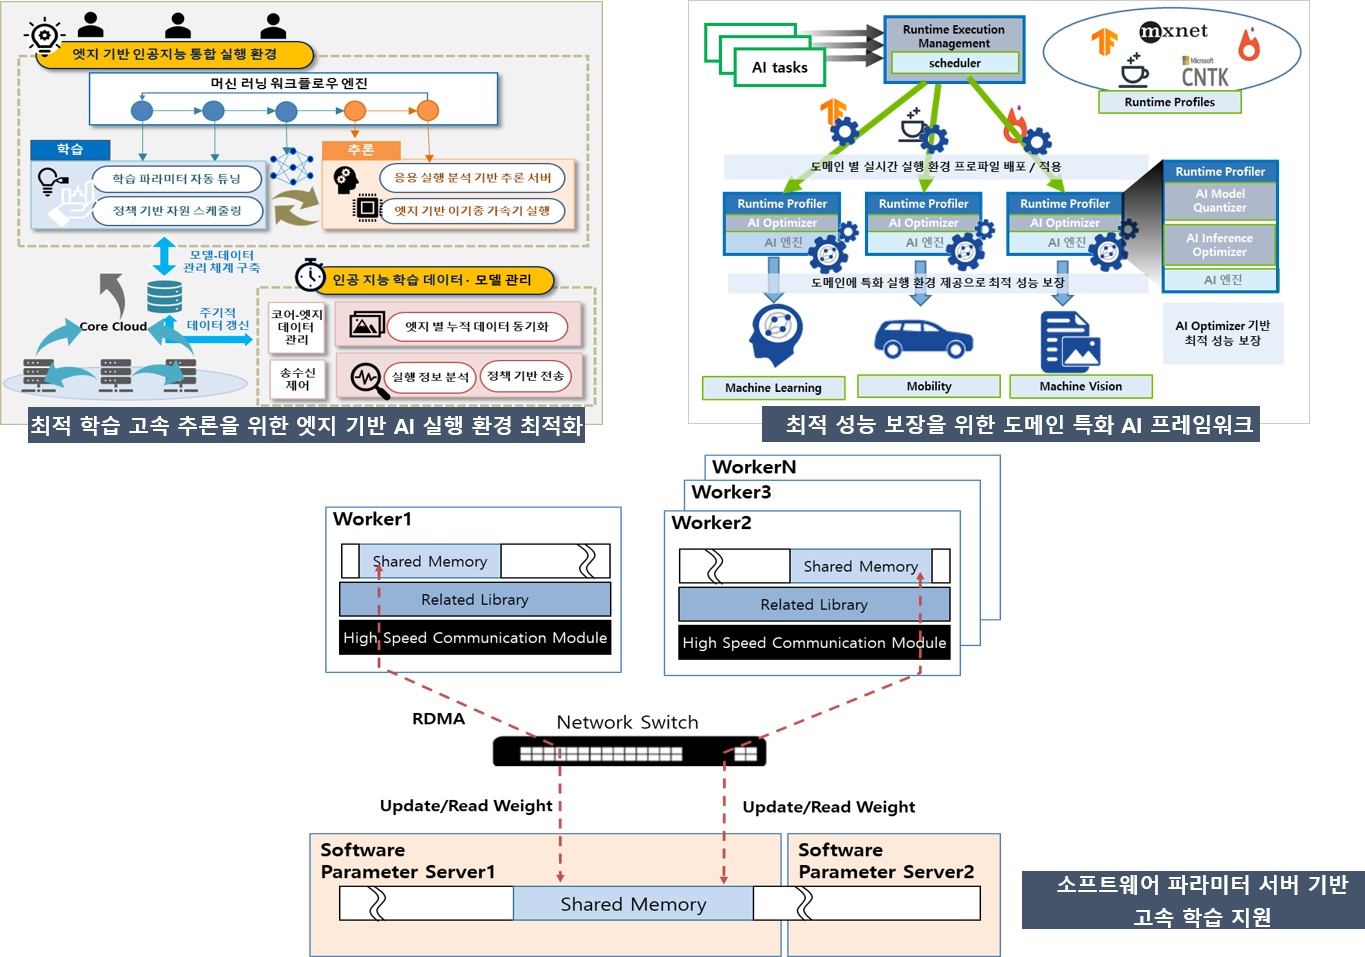 엣지 기반 인공지능 통합 실행 환경
머신 러닝 워크플로우 엔진
학습
학습 파라미터 자동 튜닝
정책 기반 자원 스케줄링
추론
응용 실행 분석 기반 추론 서버
엣지 기반 이기종 가속기 실행
모델-데이터
관리 체계 구축
주기적
데이터 갱신
Core Cloud
인공 지능 학습 데이터 · 모델 관리
코어-엣지
데이터
관리
엣지 별 누적 데이터 동기화
송수신
제어
실행 정보 분석
정책 기반 전송
최적 학습 고속 추론을 위한 엣지 기반 AI 실행 환경 최적화
AI tasks
Runtime Execution
Management
scheduler
mxnet
Microsoft
CNTK
Runtime Profiles
도메인 별 실시간 실행 환경 프로파일 배포 / 적용
Runtime Profiler
AI Optimizer
AI 엔진
Runtime Profiler
AI Optimizer
AI 엔진
Runtime Profiler
AI Optimizer
AI 엔진
Runtime Profiler
AI Model
Quantizer
AI Inference
Optimizer
AI 엔진
도메인에 특화 실행 환경 제공으로 최적 성능 보장
AI Optimizer 기반
최적 성능 보장
Machine Learning
Mobility
Machine Vision
최적 성능 보장을 위한 도메인 특화 AI 프레임워크
Worker1
Shared Memory
Related Library
High Speed Communication Module
WorkerN
Worker3
Worker2
Shared Memory
Related Library
High Speed Communication Module
RDMA
Network Switch
Update/Read Weight
Update/Read Weight
Software
Parameter Server1
Software
Parameter Server2
Shared Memory
소프트웨어 파라미터 서버 기반
고속 학습 지원